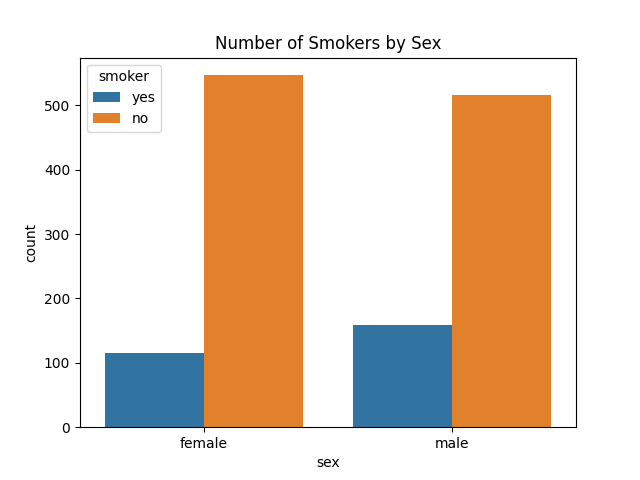 Number of Smokers by Sex
smoker
yes
no
500
400
300
200
100
0
count
female
male
sex